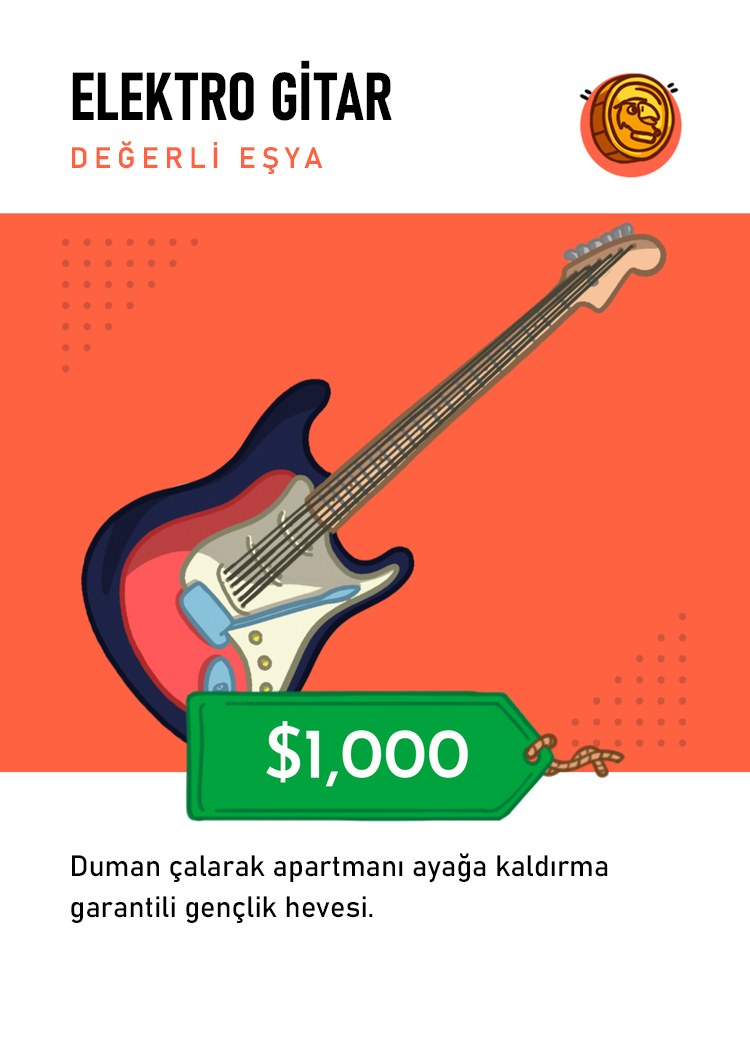 ELEKTRO GİTAR
DEĞERLİ EŞYA
$1,000
Duman çalarak apartmanı ayağa kaldırma
garantili gençlik hevesi.